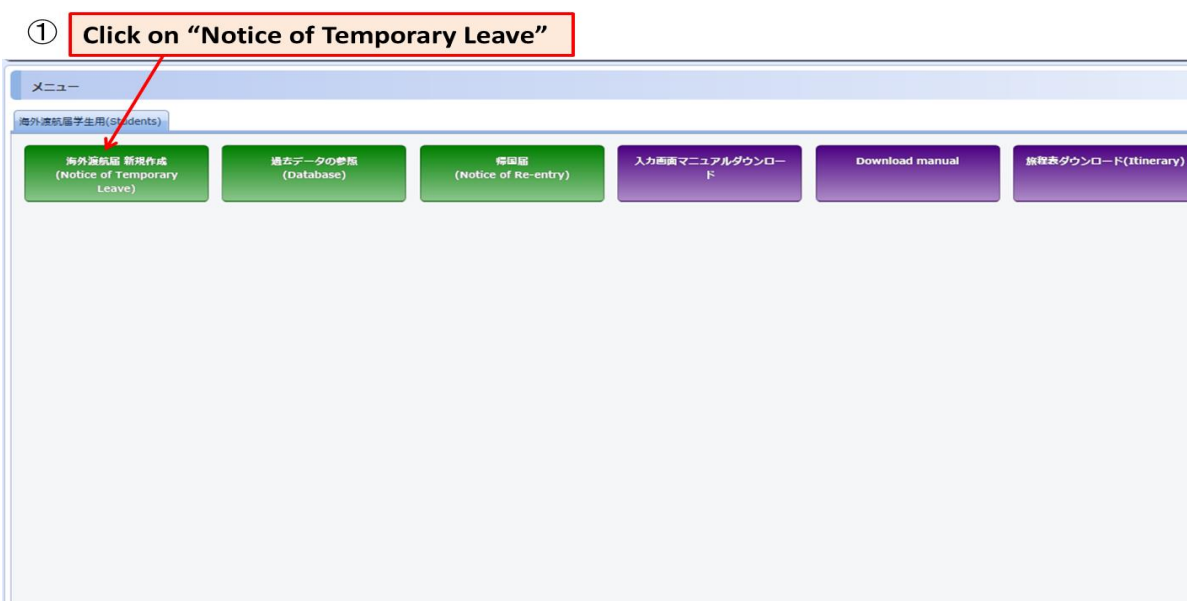 ① Click on “Notice of Temporary Leave”
メニュー
海外渡航届学生用(Students)
海外渡航届 新規作成
(Notice of Temporary
Leave)
過去データの参照
(Database)
帰国届
(Notice of Re-entry)
入力画面マニュアルダウンロー
ド
Download manual
旅程表ダウンロード(Itinerary)